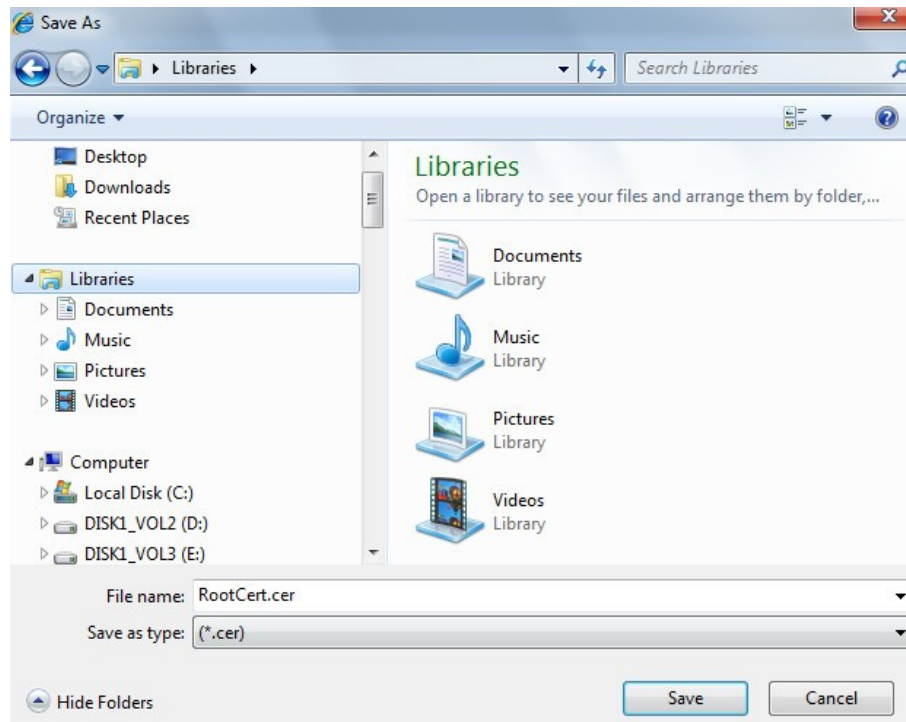 Save As
Libraries
Search Libraries
Organize
Desktop
Downloads
Recent Places
Libraries
Documents
Music
Pictures
Videos
Computer
Local Disk (C:)
DISK1_VOL2 (D:)
DISK1_VOL3 (E:)
Libraries
Open a library to see your files and arrange them by folder,...
Documents
Library
Music
Library
Pictures
Library
Videos
Library
File name: RootCert.cer
Save as type: (*.cer)
Hide Folders
Save
Cancel